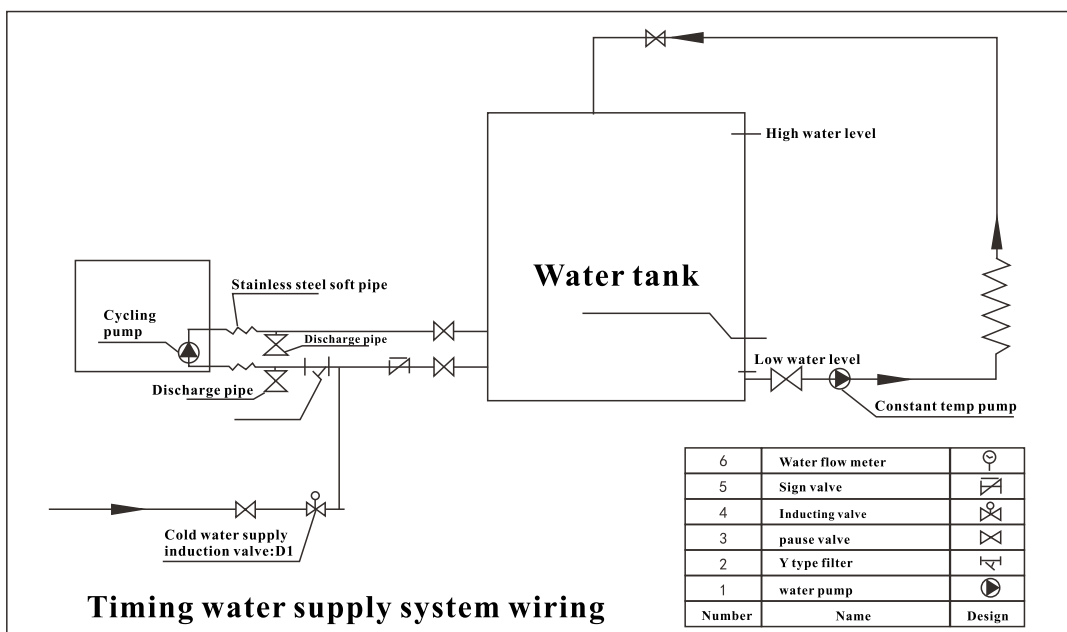 High water level
Water tank
Stainless steel soft pipe
Cycling
pump
Discharge pipe
Discharge pipe
Low water level
Constant temp pump
Cold water supply
induction valve:D1
6 Water flow meter
5 Sign valve
4 Inducting valve
3 pause valve
2 Y type filter
1 water pump
Number Name Design
Timing water supply system wiring